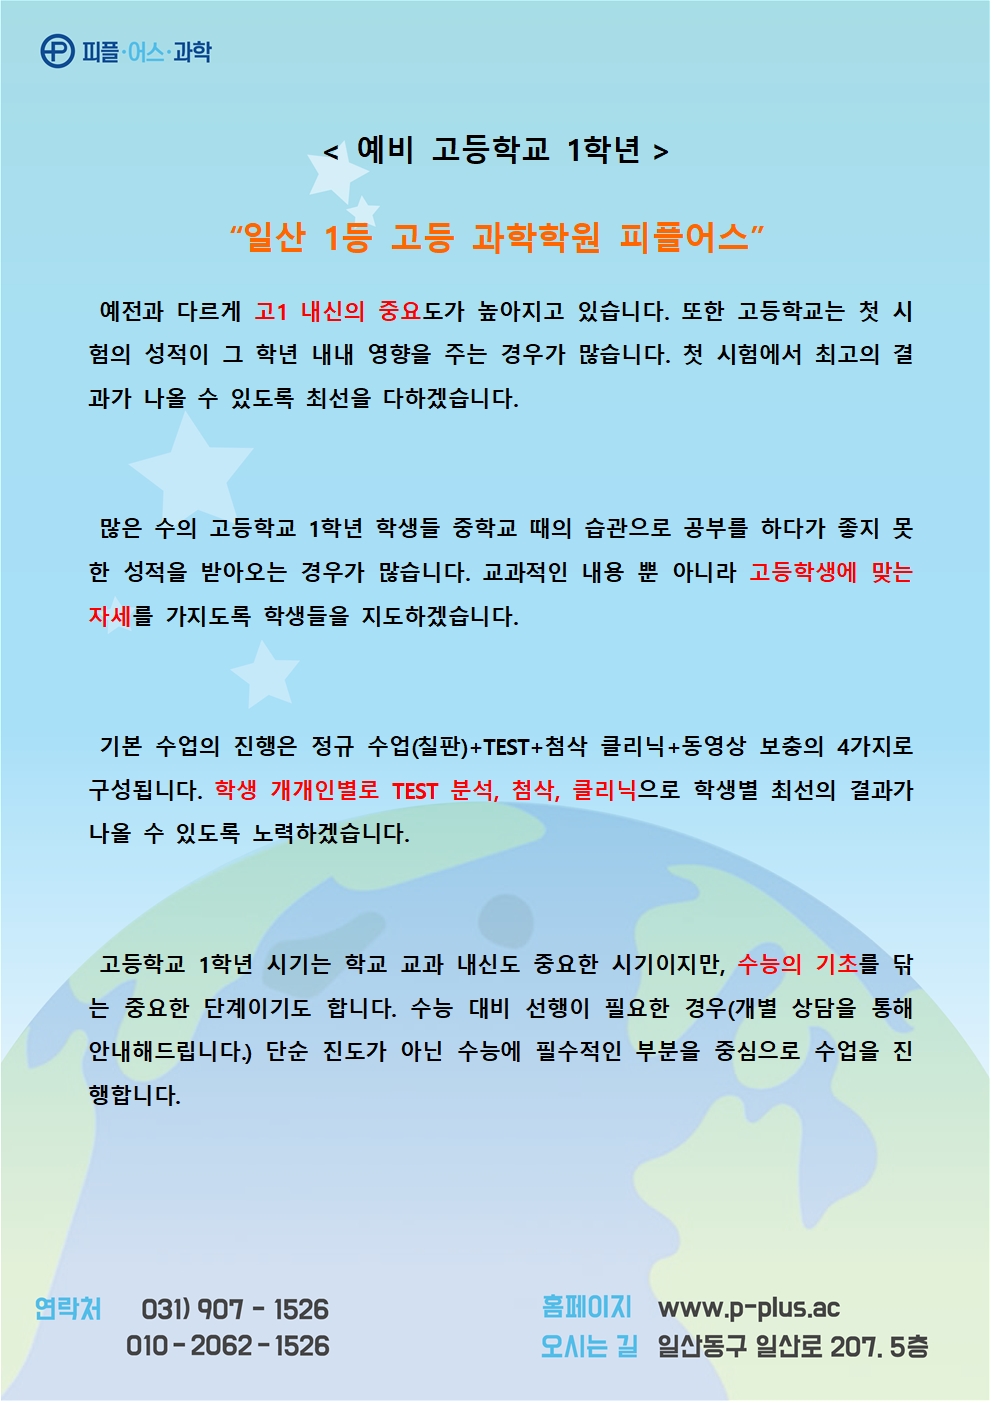 피플·어스·과학
< 예비 고등학교 1학년 >
“일산 1등 고등 과학학원 피플어스”
예전과 다르게 고1 내신의 중요도가 높아지고 있습니다. 또한 고등학교는 첫 시
험의 성적이 그 학년 내내 영향을 주는 경우가 많습니다. 첫 시험에서 최고의 결
과가 나올 수 있도록 최선을 다하겠습니다.
많은 수의 고등학교 1학년 학생들 중학교 때의 습관으로 공부를 하다가 좋지 못
한 성적을 받아오는 경우가 많습니다. 교과적인 내용 뿐 아니라 고등학생에 맞는
자세를 가지도록 학생들을 지도하겠습니다.
기본 수업의 진행은 정규 수업(칠판)+TEST+첨삭 클리닉+동영상 보충의 4가지로
구성됩니다. 학생 개개인별로 TEST 분석, 첨삭, 클리닉으로 학생별 최선의 결과가
나올 수 있도록 노력하겠습니다.
고등학교 1학년 시기는 학교 교과 내신도 중요한 시기이지만, 수능의 기초를 닦
는 중요한 단계이기도 합니다. 수능 대비 선행이 필요한 경우(개별 상담을 통해
안내해드립니다.) 단순 진도가 아닌 수능에 필수적인 부분을 중심으로 수업을 진
행합니다.
연락처 031) 907 - 1526
010 - 2062 - 1526
홈페이지 www.p-plus.ac
오시는 길 일산동구 일산로 207. 5층